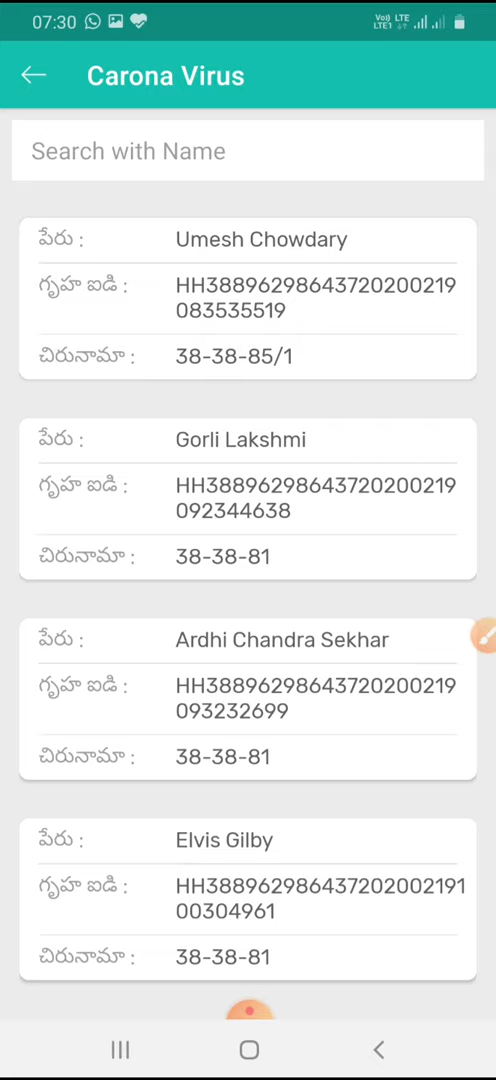 07:30
Vo)) LTE
LTE1
Carona Virus
Search with Name
పేరు : Umesh Chowdary
గృహ ఐడి : HH38896298643720200219
083535519
చిరునామా : 38-38-85/1
పేరు : Gorli Lakshmi
గృహ ఐడి : HH38896298643720200219
092344638
చిరునామా : 38-38-81
పేరు : Ardhi Chandra Sekhar
గృహ ఐడి : HH38896298643720200219
093232699
చిరునామా : 38-38-81
పేరు : Elvis Gilby
గృహ ఐడి : HH388962986437202002191
00304961
చిరునామా : 38-38-81